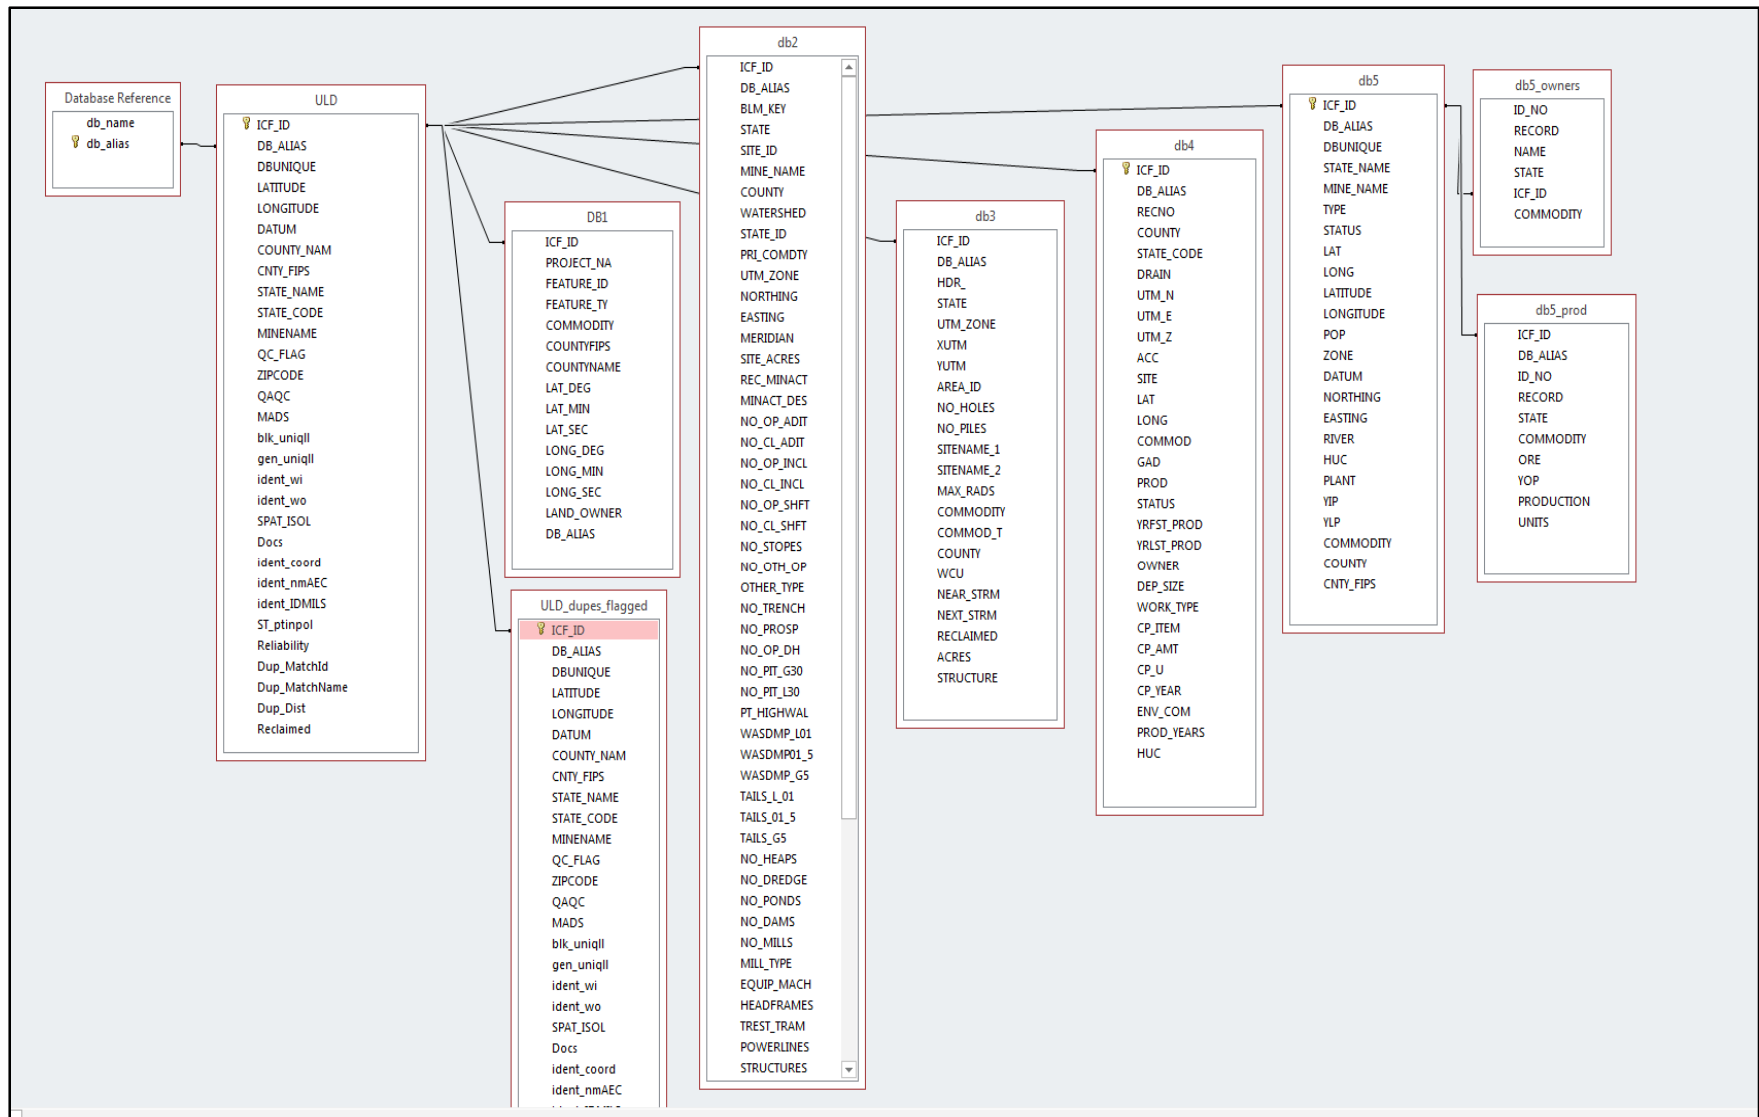 Database Reference
db_name
db_alias
ULD
ICF_ID
DB_ALIAS
DBUNIQUE
LATITUDE
LONGITUDE
DATUM
COUNTY_NAM
CNTY_FIPS
STATE_NAME
STATE_CODE
MINENAME
QC_FLAG
ZIPCODE
QAQC
MADS
blk_uniqll
gen_uniqll
ident_wi
ident_wo
SPAT_ISOL
Docs
ident_coord
ident_nmAEC
ident_IDMILS
ST_ptinpol
Reliability
Dup_MatchId
Dup_MatchName
Dup_Dist
Reclaimed
DB1
ICF_ID
PROJECT_NA
FEATURE_ID
FEATURE_TY
COMMODITY
COUNTYFIPS
COUNTYNAME
LAT_DEG
LAT_MIN
LAT_SEC
LONG_DEG
LONG_MIN
LONG_SEC
LAND_OWNER
DB_ALIAS
ULD_dupes_flagged
ICF_ID
DB_ALIAS
DBUNIQUE
LATITUDE
LONGITUDE
DATUM
COUNTY_NAM
CNTY_FIPS
STATE_NAME
STATE_CODE
MINENAME
QC_FLAG
ZIPCODE
QAQC
MADS
blk_uniqll
gen_uniqll
ident_wi
ident_wo
SPAT_ISOL
Docs
ident_coord
ident_nmAEC
db2
ICF_ID
DB_ALIAS
BLM_KEY
STATE
SITE_ID
MINE_NAME
COUNTY
WATERSHED
STATE_ID
PRI_COMDTY
UTM_ZONE
NORTHING
EASTING
MERIDIAN
SITE_ACRES
REC_MINACT
MINACT_DES
NO_OP_ADIT
NO_CL_ADIT
NO_OP_INCL
NO_CL_INCL
NO_OP_SHFT
NO_CL_SHFT
NO_STOPES
NO_OTH_OP
OTHER_TYPE
NO_TRENCH
NO_PROSP
NO_OP_DH
NO_PIT_G30
NO_PIT_L30
PT_HIGHWAL
WASDMP_L01
WASDMP01_5
WASDMP_G5
TAILS_L_01
TAILS_01_5
TAILS_G5
NO_HEAPS
NO_DREDGE
NO_PONDS
NO_DAMS
NO_MILLS
MILL_TYPE
EQUIP_MACH
HEADFRAMES
TREST_TRAM
POWERLINES
STRUCTURES
db3
ICF_ID
DB_ALIAS
HDR_
STATE
UTM_ZONE
XUTM
YUTM
AREA_ID
NO_HOLES
NO_PILES
SITENAME_1
SITENAME_2
MAX_RADS
COMMODITY
COMMOD_T
COUNTY
WCU
NEAR_STRM
NEXT_STRM
RECLAIMED
ACRES
STRUCTURE
db4
ICF_ID
DB_ALIAS
RECNO
COUNTY
STATE_CODE
DRAIN
UTM_N
UTM_E
UTM_Z
ACC
SITE
LAT
LONG
COMMOD
GAD
PROD
STATUS
YRFST_PROD
YRLST_PROD
OWNER
DEP_SIZE
WORK_TYPE
CP_ITEM
CP_AMT
CP_U
CP_YEAR
ENV_COM
PROD_YEARS
HUC
db5
ICF_ID
DB_ALIAS
DBUNIQUE
STATE_NAME
MINE_NAME
TYPE
STATUS
LAT
LONG
LATITUDE
LONGITUDE
POP
ZONE
DATUM
NORTHING
EASTING
RIVER
HUC
PLANT
YIP
YLP
COMMODITY
COUNTY
CNTY_FIPS
db5_owners
ID_NO
RECORD
NAME
STATE
ICF_ID
COMMODITY
db5_prod
ICF_ID
DB_ALIAS
ID_NO
RECORD
STATE
COMMODITY
ORE
YOP
PRODUCTION
UNITS